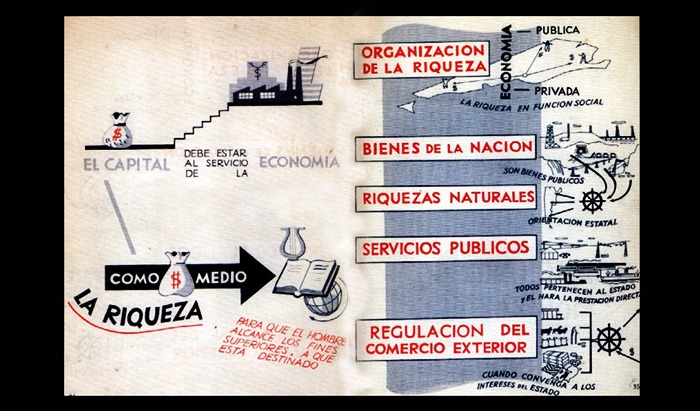 $
$
EL CAPITAL
DEBE ESTAR
AL SERVICIO
DE LA
ECONOMIA
COMO
$
MEDIO
LA RIQUEZA
PARA QUE EL HOMBRE
ALCANCE LOS FINES
SUPERIORES A QUE
ESTA DESTINADO
ORGANIZACION
DE LA RIQUEZA
ECONOMIA
PUBLICA
PRIVADA
LA RIQUEZA EN FUNCION SOCIAL
BIENES DE LA NACION
SON BIENES PUBLICOS
RIQUEZAS NATURALES
ORIENTACION ESTATAL
SERVICIOS PUBLICOS
TODOS PERTENECEN AL ESTADO
y EL HARA LA PRESTACION DIRECTA
REGULACION DEL
COMERCIO EXTERIOR
$
CUANDO CONVENGA A LOS
INTERESES DEL ESTADO